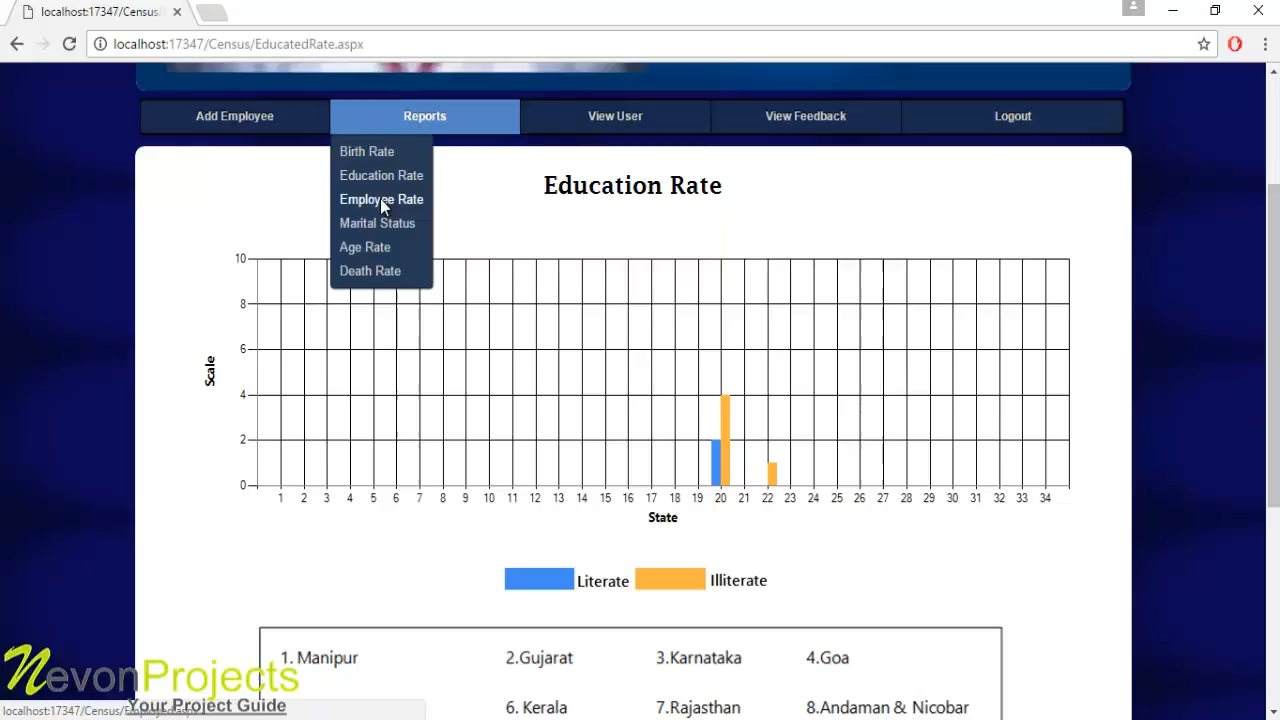 localhost:17347/Census/
localhost:17347/Census/EducatedRate.aspx
Add Employee Reports View User View Feedback Logout
Birth Rate
Education Rate
Employee Rate
Marital Status
Age Rate
Death Rate
Education Rate
10
8
6
4
2
0
Scale
1 2 3 4 5 6 7 8 9 10 11 12 13 14 15 16 17 18 19 20 21 22 23 24 25 26 27 28 29 30 31 32 33 34
State
Literate Illiterate
1. Manipur 2.Gujarat 3.Karnataka 4.Goa
6. Kerala 7.Rajasthan 8.Andaman & Nicobar
NevonProjects
Your Project Guide